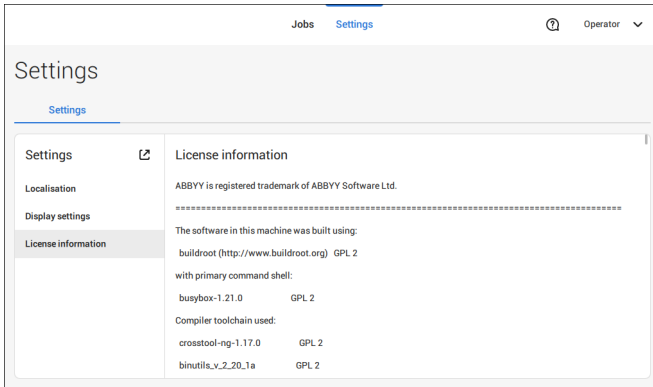 Jobs Settings Operator
Settings
Settings
Settings
Localisation
Display settings
License information
License information
ABBYY is registered trademark of ABBYY Software Ltd.
========================================================================================
The software in this machine was built using:
buildroot (http://www.buildroot.org) GPL 2
with primary command shell:
busybox-1.21.0 GPL 2
Compiler toolchain used:
crosstool-ng-1.17.0 GPL 2
binutils_v_2_20_1a GPL 2